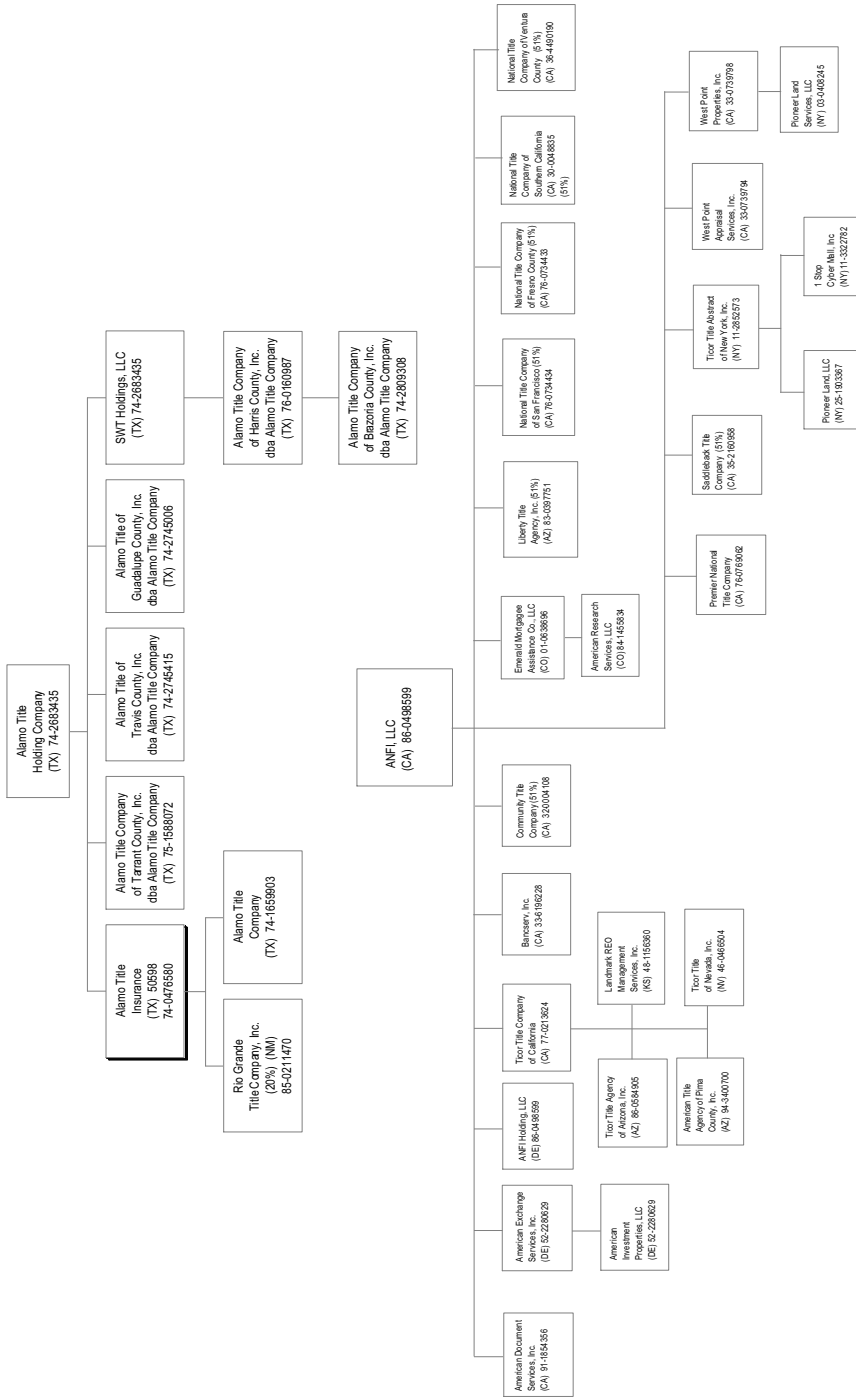 Alamo Title
Holding Company
(TX) 74-2683435
Alamo Title
Insurance
(TX) 50598
74-0476580
Alamo Title Company
of Tarrant County, Inc.
dba Alamo Title Company
(TX) 75-1588072
Alamo Title of
Travis County, Inc.
dba Alamo Title Company
(TX) 74-2745415
Alamo Title of
Guadalupe County, Inc.
dba Alamo Title Company
(TX) 74-2745006
SWT Holdings, LLC
(TX) 74-2683435
Rio Grande
Title Company, Inc.
(20%) (NM)
85-0211470
Alamo Title
Company
(TX) 74-1659903
Alamo Title Company
of Harris County, Inc.
dba Alamo Title Company
(TX) 76-0160987
Alamo Title Company
of Brazoria County, Inc.
dba Alamo Title Company
(TX) 74-2809308
ANFI, LLC
(CA) 86-0498599
American Document
Services, Inc.
(CA) 91-1854356
American Exchange
Services, Inc.
(DE) 52-2280629
ANFI Holding, LLC
(DE) 86-0498599
Ticor Title Company
of California
(CA) 77-0213624
Bancserv, Inc.
(CA) 33-6196228
Community Title
Company (51%)
(CA) 320004108
Emerald Mortgagee
Assistance Co., LLC
(CO) 01-0638696
Liberty Title
Agency, Inc. (51%)
(AZ) 83-0397751
National Title Company
of San Francisco (51%)
(CA) 76-0734434
National Title Company
of Fresno County (51%)
(CA) 76-0734433
National Title
Company of
Southern California
(CA) 30-0048835
(51%)
National Title
Company of Ventura
County (51%)
(CA) 36-4490190
American
Investment
Properties, LLC
(DE) 52-2280629
Ticor Title Agency
of Arizona, Inc.
(AZ) 86-0584905
Landmark REO
Management
Services, Inc.
(KS) 48-1156360
American Title
Agency of Pima
County, Inc.
(AZ) 94-3400700
Ticor Title
of Nevada, Inc.
(NV) 46-0466504
American Research
Services, LLC
(CO) 84-1455834
Premier National
Title Company
(CA) 76-0769062
Saddleback Title
Company (51%)
(CA) 35-2160958
Ticor Title Abstract
of New York, Inc.
(NY) 11-2852573
West Point
Appraisal
Services, Inc.
(CA) 33-0739794
West Point
Properties, Inc.
(CA) 33-0739798
Pioneer Land, LLC
(NY) 25-1903367
1 Stop
Cyber Mall, Inc
(NY) 11-3322782
Pioneer Land
Services, LLC
(NY) 03-0408245